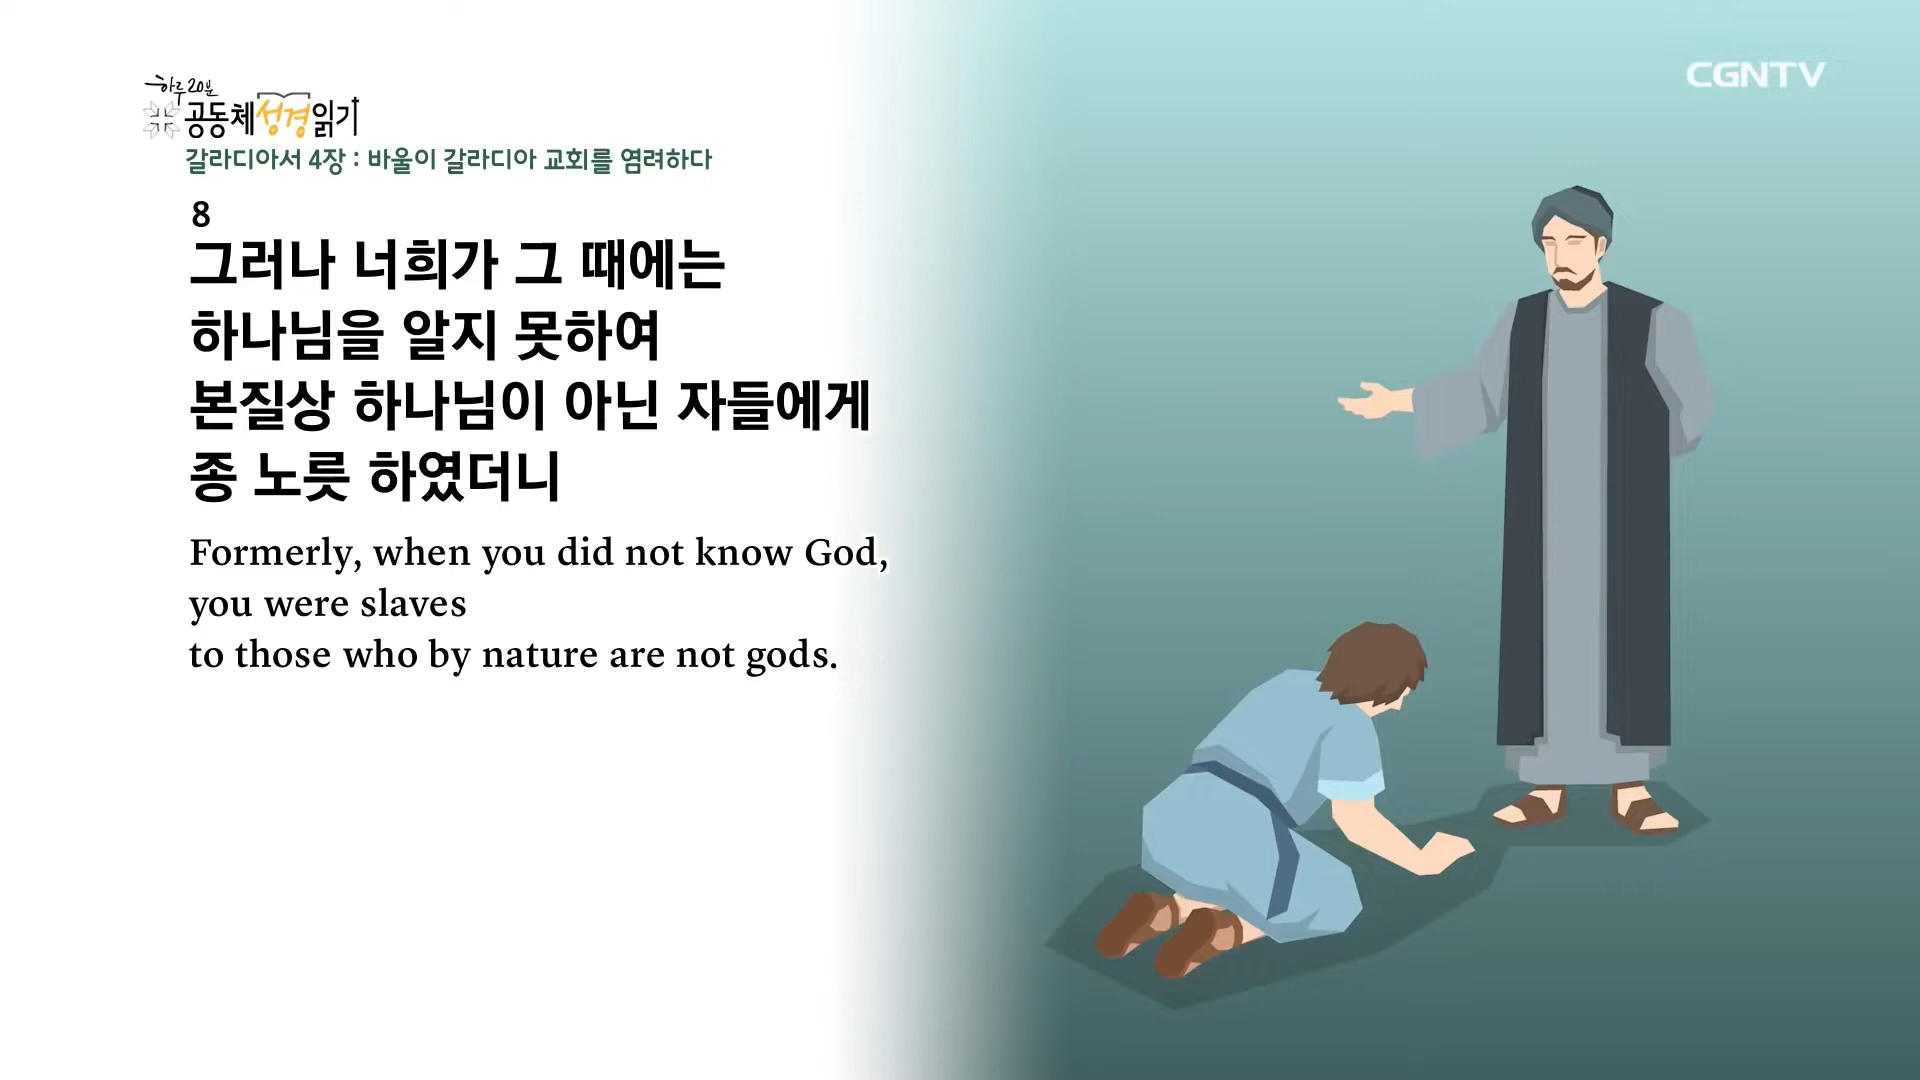 하루 20분
공동체성경읽기
CGNTV
갈라디아서 4장 : 바울이 갈라디아 교회를 염려하다
8
그러나 너희가 그 때에는
하나님을 알지 못하여
본질상 하나님이 아닌 자들에게
종 노릇 하였더니
Formerly, when you did not know God,
you were slaves
to those who by nature are not gods.